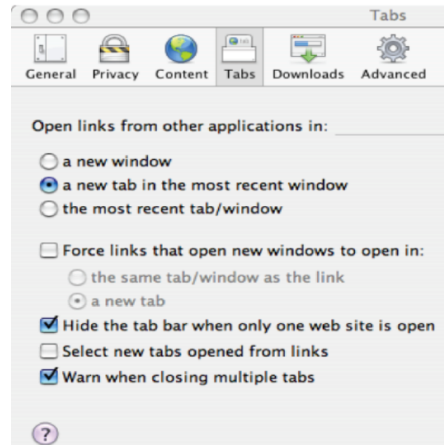 Tabs
General Privacy Content Tabs Downloads Advanced
Open links from other applications in:
a new window
a new tab in the most recent window
the most recent tab/window
Force links that open new windows to open in:
the same tab/window as the link
a new tab
Hide the tab bar when only one web site is open
Select new tabs opened from links
Warn when closing multiple tabs
?